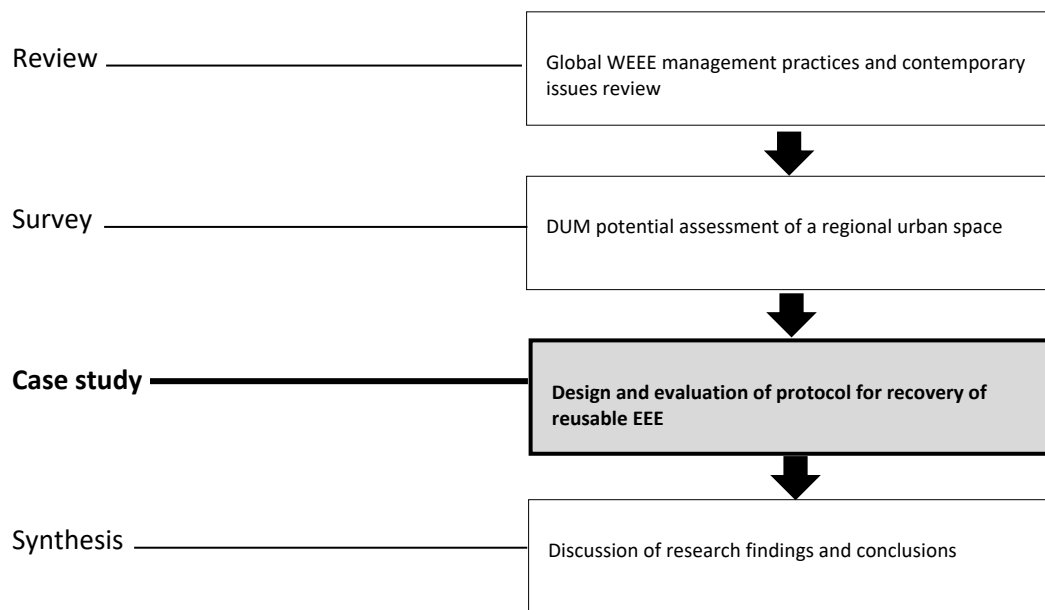 Review
Global WEEE management practices and contemporary
issues review
Survey
DUM potential assessment of a regional urban space
Case study
Design and evaluation of protocol for recovery of
reusable EEE
Synthesis
Discussion of research findings and conclusions